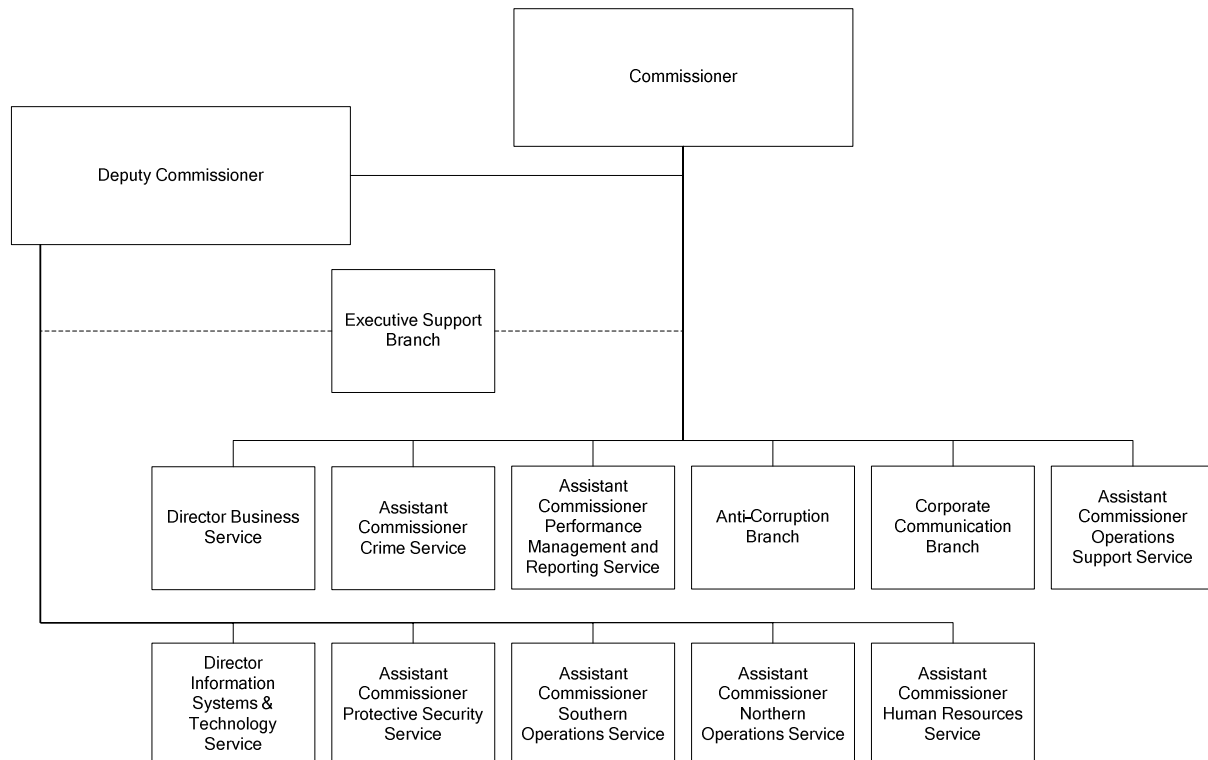 Commissioner
Deputy Commissioner
Executive Support
Branch
Director Business
Service
Assistant
Commissioner
Crime Service
Assistant
Commissioner
Performance
Management and
Reporting Service
Anti-Corruption
Branch
Corporate
Communication
Branch
Assistant
Commissioner
Operations
Support Service
Director
Information
Systems &
Technology
Service
Assistant
Commissioner
Protective Security
Service
Assistant
Commissioner
Southern
Operations Service
Assistant
Commissioner
Northern
Operations Service
Assistant
Commissioner
Human Resources
Service